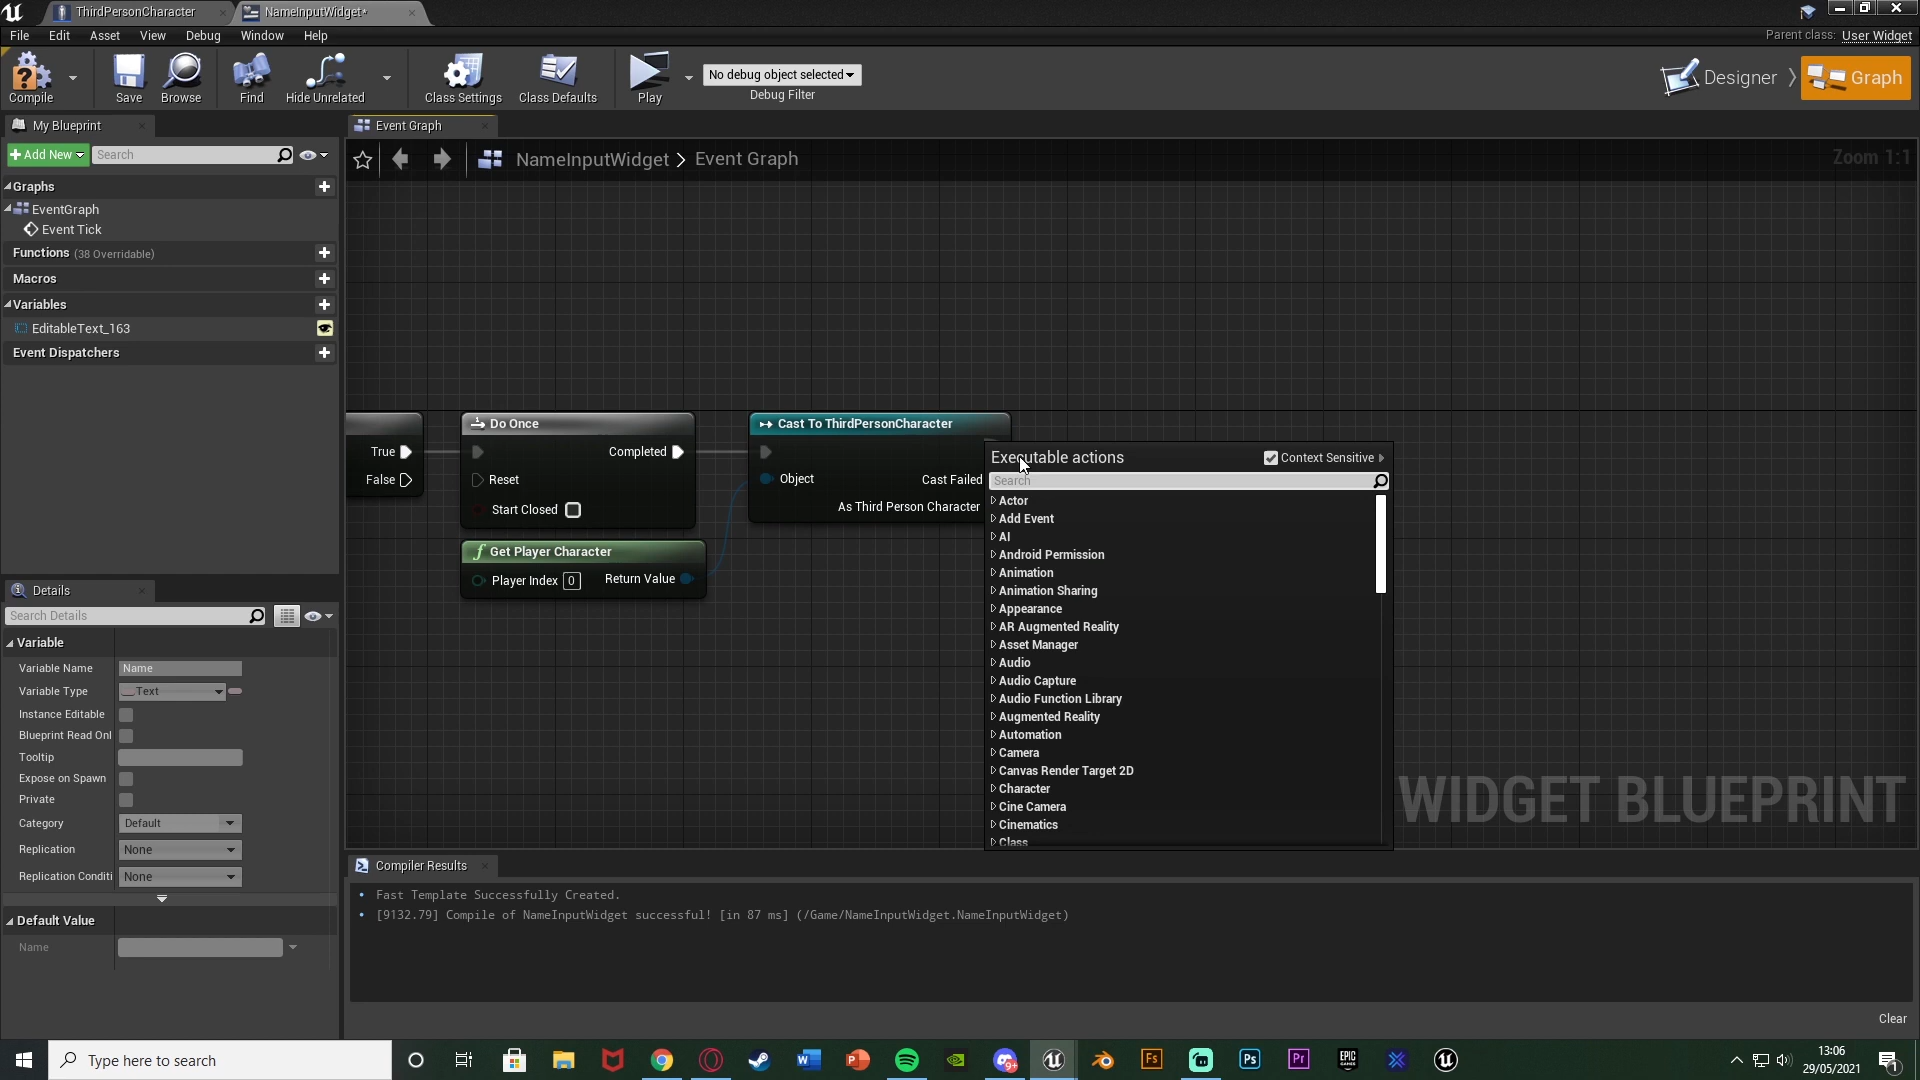 ThirdPersonCharacter
NameInputWidget*
File Edit Asset View Debug Window Help
Parent class: User Widget
Compile
Save
Browse
Find
Hide Unrelated
Class Settings
Class Defaults
Play
No debug object selected
Debug Filter
Designer
Graph
My Blueprint
Event Graph
Add New
Search
NameInputWidget > Event Graph
Zoom 1:1
Graphs
EventGraph
Event Tick
Functions (38 Overridable)
Macros
Variables
EditableText_163
Event Dispatchers
True
False
Do Once
Completed
Reset
Start Closed
Cast To ThirdPersonCharacter
Object
Cast Failed
As Third Person Character
f Get Player Character
Player Index 0
Return Value
Executable actions
Context Sensitive
Search
Actor
Add Event
AI
Android Permission
Animation
Animation Sharing
Appearance
AR Augmented Reality
Asset Manager
Audio
Audio Capture
Audio Function Library
Augmented Reality
Automation
Camera
Canvas Render Target 2D
Character
Cine Camera
Cinematics
Class
WIDGET BLUEPRINT
Details
Search Details
Variable
Variable Name Name
Variable Type Text
Instance Editable
Blueprint Read Onl
Tooltip
Expose on Spawn
Private
Category Default
Replication None
Replication Conditi None
Default Value
Name
Compiler Results
Fast Template Successfully Created.
[9132.79] Compile of NameInputWidget successful! [in 87 ms] (/Game/NameInputWidget.NameInputWidget)
Clear
Type here to search
W
P
9+
Fs
Ps
Pr
EPIC GAMES
13:06
29/05/2021
1